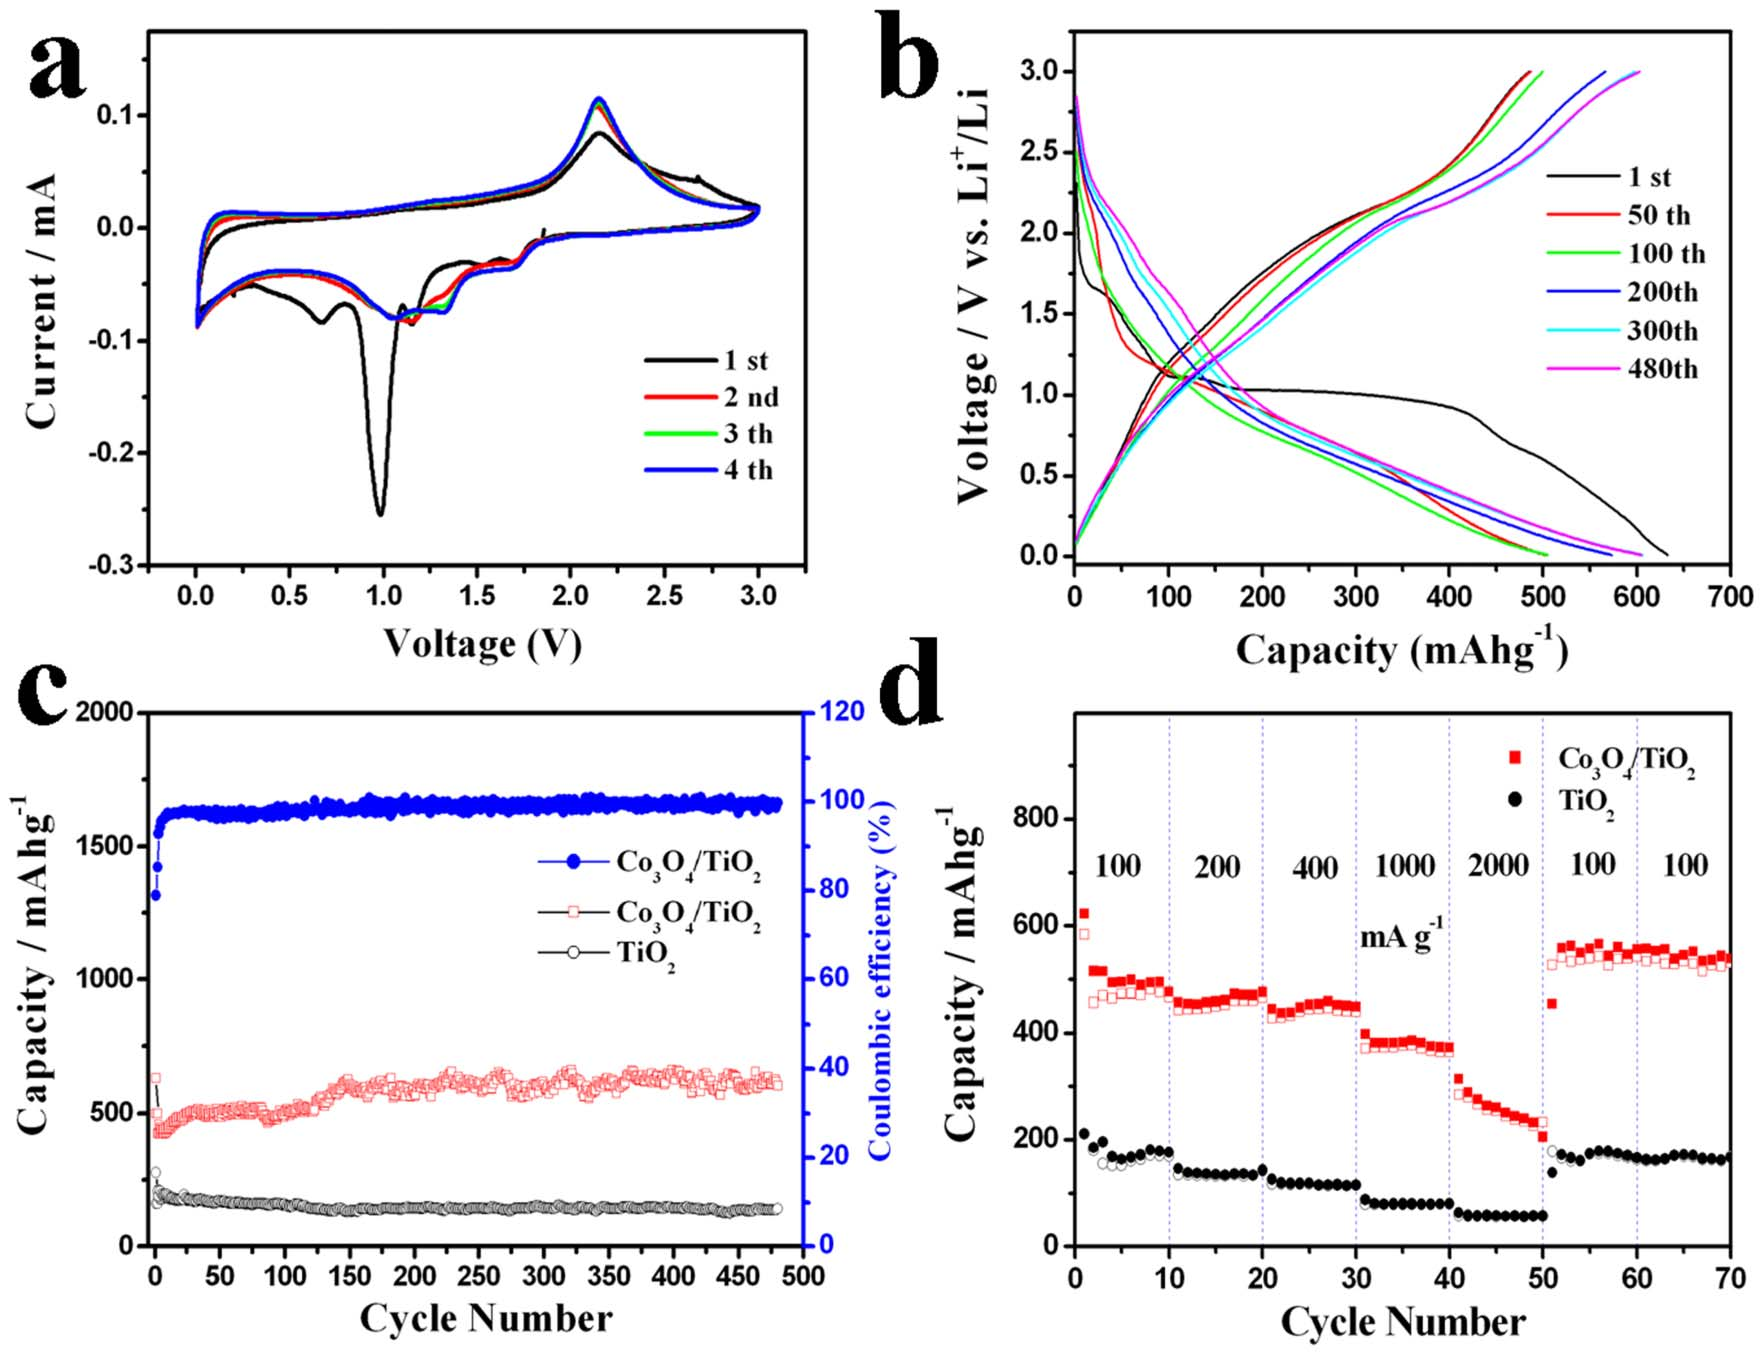 a
0.1
0.0
-0.1
-0.2
-0.3
0.0 0.5 1.0 1.5 2.0 2.5 3.0
Current / mA
Voltage (V)
1 st
2 nd
3 th
4 th
b
3.0
2.5
2.0
1.5
1.0
0.5
0.0
0 100 200 300 400 500 600 700
Voltage / V vs. Li⁺/Li
Capacity (mAhg⁻¹)
1 st
50 th
100 th
200th
300th
480th
c
2000
1500
1000
500
0
120
100
80
60
40
20
0
0 50 100 150 200 250 300 350 400 450 500
Capacity / mAhg⁻¹
Coulombic efficiency (%)
Cycle Number
Co₃O₄/TiO₂
Co₃O₄/TiO₂
TiO₂
d
800
600
400
200
0
0 10 20 30 40 50 60 70
Capacity / mAhg⁻¹
Cycle Number
Co₃O₄/TiO₂
TiO₂
100 200 400 1000 2000 100 100
mA g⁻¹